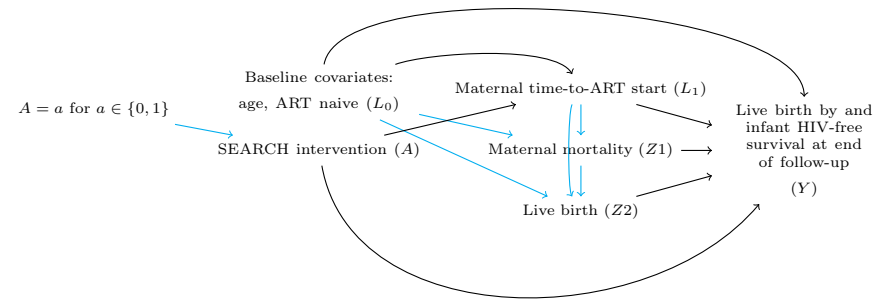 Baseline covariates:
age, ART naive (L0)
A = a for a ∈ {0, 1}
SEARCH intervention (A)
Maternal time-to-ART start (L1)
Maternal mortality (Z1)
Live birth (Z2)
Live birth by and
infant HIV-free
survival at end
of follow-up
(Y)